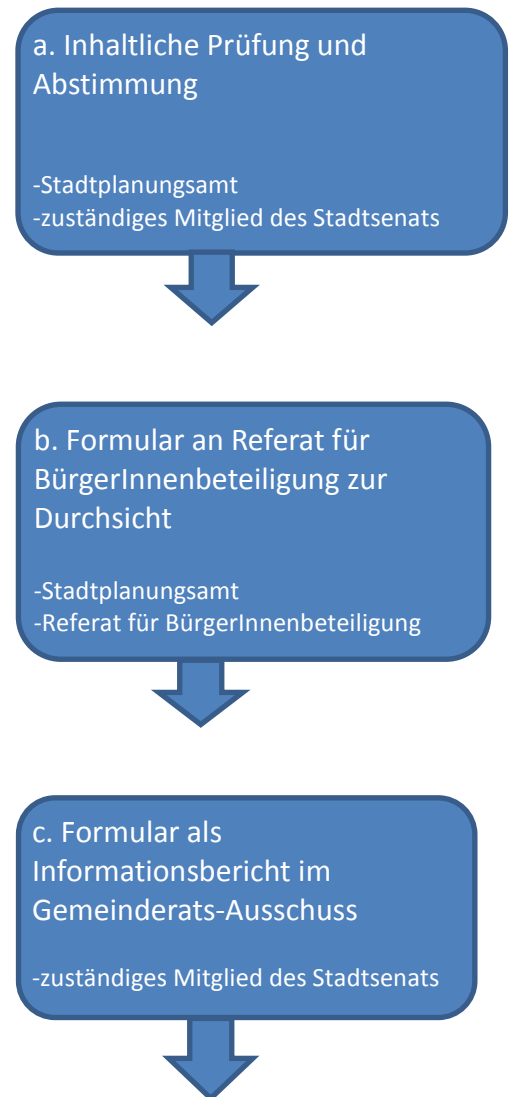 a. Inhaltliche Prüfung und
Abstimmung
-Stadtplanungsamt
-zuständiges Mitglied des Stadtsenats
b. Formular an Referat für
BürgerInnenbeteiligung zur
Durchsicht
-Stadtplanungsamt
-Referat für BürgerInnenbeteiligung
c. Formular als
Informationsbericht im
Gemeinderats-Ausschuss
-zuständiges Mitglied des Stadtsenats